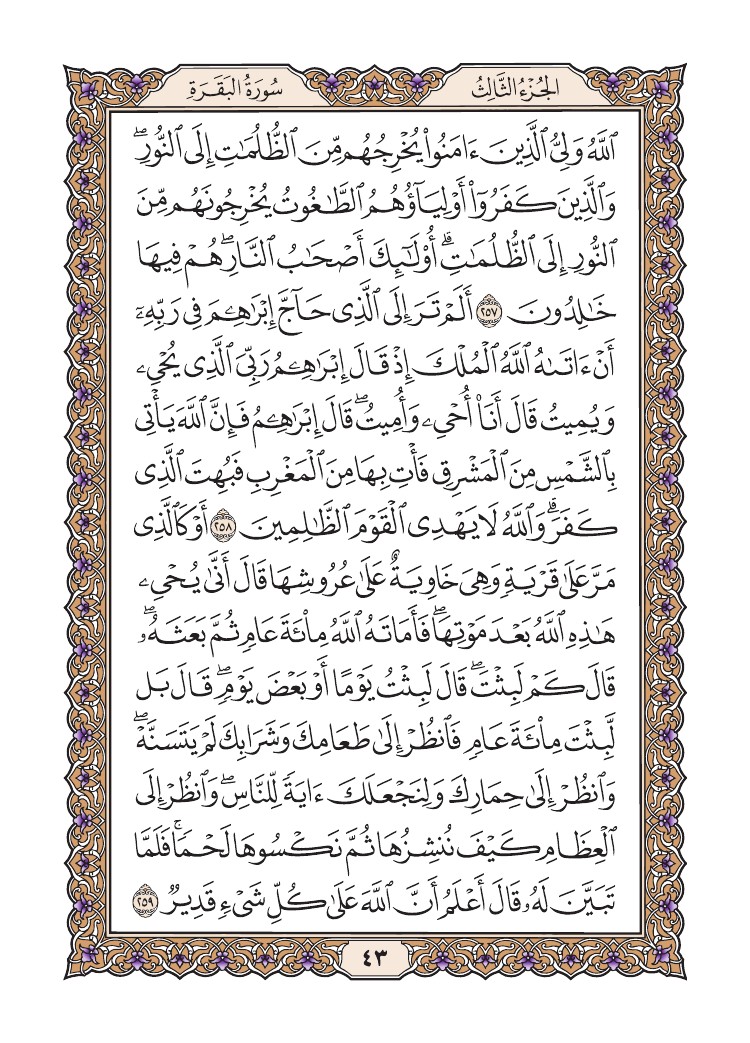 الجُزْءُ الثَّالِثُ
سُورَةُ البَقَرَةِ
ٱللَّهُ وَلِيُّ ٱلَّذِينَ ءَامَنُوا۟ يُخْرِجُهُم مِّنَ ٱلظُّلُمَـٰتِ إِلَى ٱلنُّورِۖ
وَٱلَّذِينَ كَفَرُوٓا۟ أَوْلِيَآؤُهُمُ ٱلطَّـٰغُوتُ يُخْرِجُونَهُم مِّنَ
ٱلنُّورِ إِلَى ٱلظُّلُمَـٰتِۗ أُو۟لَـٰٓئِكَ أَصْحَـٰبُ ٱلنَّارِۖ هُمْ فِيهَا
خَـٰلِدُونَ ٢٥٧ أَلَمْ تَرَ إِلَى ٱلَّذِى حَآجَّ إِبْرَٰهِـۧمَ فِى رَبِّهِۦٓ
أَنْ ءَاتَىٰهُ ٱللَّهُ ٱلْمُلْكَ إِذْ قَالَ إِبْرَٰهِـۧمُ رَبِّىَ ٱلَّذِى يُحْىِۦ
وَيُمِيتُ قَالَ أَنَا۠ أُحْىِۦ وَأُمِيتُۖ قَالَ إِبْرَٰهِـۧمُ فَإِنَّ ٱللَّهَ يَأْتِى
بِٱلشَّمْسِ مِنَ ٱلْمَشْرِقِ فَأْتِ بِهَا مِنَ ٱلْمَغْرِبِ فَبُهِتَ ٱلَّذِى
كَفَرَۗ وَٱللَّهُ لَا يَهْدِى ٱلْقَوْمَ ٱلظَّـٰلِمِينَ ٢٥٨ أَوْ كَٱلَّذِى
مَرَّ عَلَىٰ قَرْيَةٍ وَهِىَ خَاوِيَةٌ عَلَىٰ عُرُوشِهَا قَالَ أَنَّىٰ يُحْىِۦ
هَـٰذِهِ ٱللَّهُ بَعْدَ مَوْتِهَاۖ فَأَمَاتَهُ ٱللَّهُ مِا۟ئَةَ عَامٍ ثُمَّ بَعَثَهُۥۖ
قَالَ كَمْ لَبِثْتَۖ قَالَ لَبِثْتُ يَوْمًا أَوْ بَعْضَ يَوْمٍۖ قَالَ بَل
لَّبِثْتَ مِا۟ئَةَ عَامٍ فَٱنظُرْ إِلَىٰ طَعَامِكَ وَشَرَابِكَ لَمْ يَتَسَنَّهْۖ
وَٱنظُرْ إِلَىٰ حِمَارِكَ وَلِنَجْعَلَكَ ءَايَةً لِّلنَّاسِۖ وَٱنظُرْ إِلَى
ٱلْعِظَامِ كَيْفَ نُنشِزُهَا ثُمَّ نَكْسُوهَا لَحْمًاۚ فَلَمَّا
تَبَيَّنَ لَهُۥ قَالَ أَعْلَمُ أَنَّ ٱللَّهَ عَلَىٰ كُلِّ شَىْءٍ قَدِيرٌ ٢٥٩
٤٣